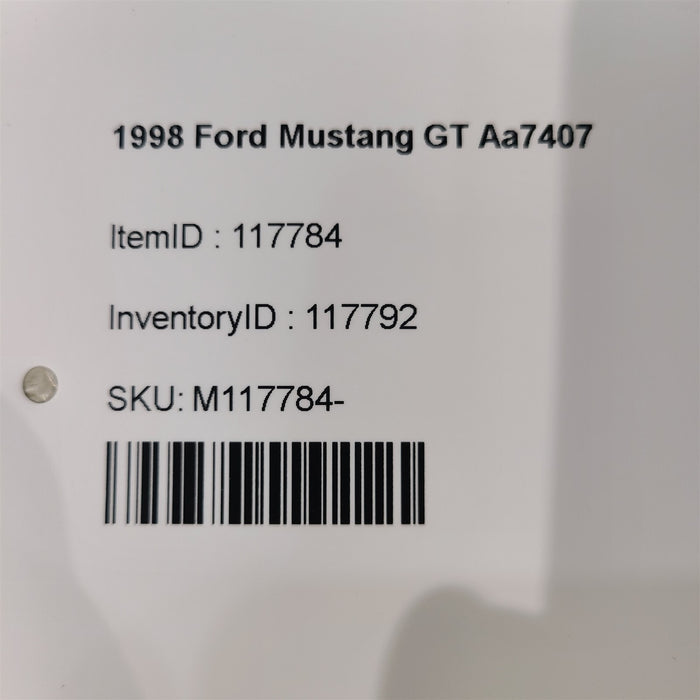 1998 Ford Mustang GT Aa7407
ItemID : 117784
InventoryID : 117792
SKU: M117784-